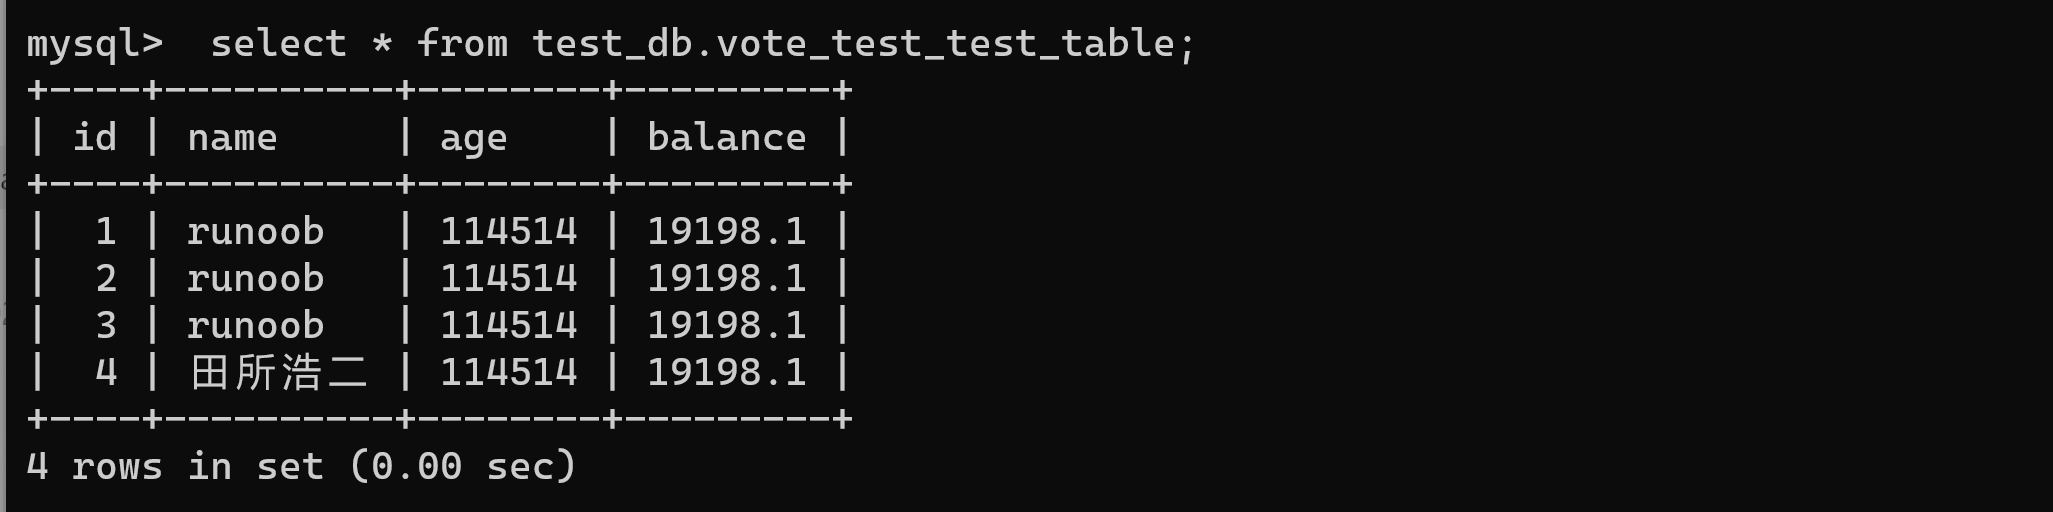 mysql>  select * from test_db.vote_test_test_table;
+----+----------+--------+---------+
| id | name     | age    | balance |
+----+----------+--------+---------+
|  1 | runoob   | 114514 | 19198.1 |
|  2 | runoob   | 114514 | 19198.1 |
|  3 | runoob   | 114514 | 19198.1 |
|  4 | 田所浩二 | 114514 | 19198.1 |
+----+----------+--------+---------+
4 rows in set (0.00 sec)